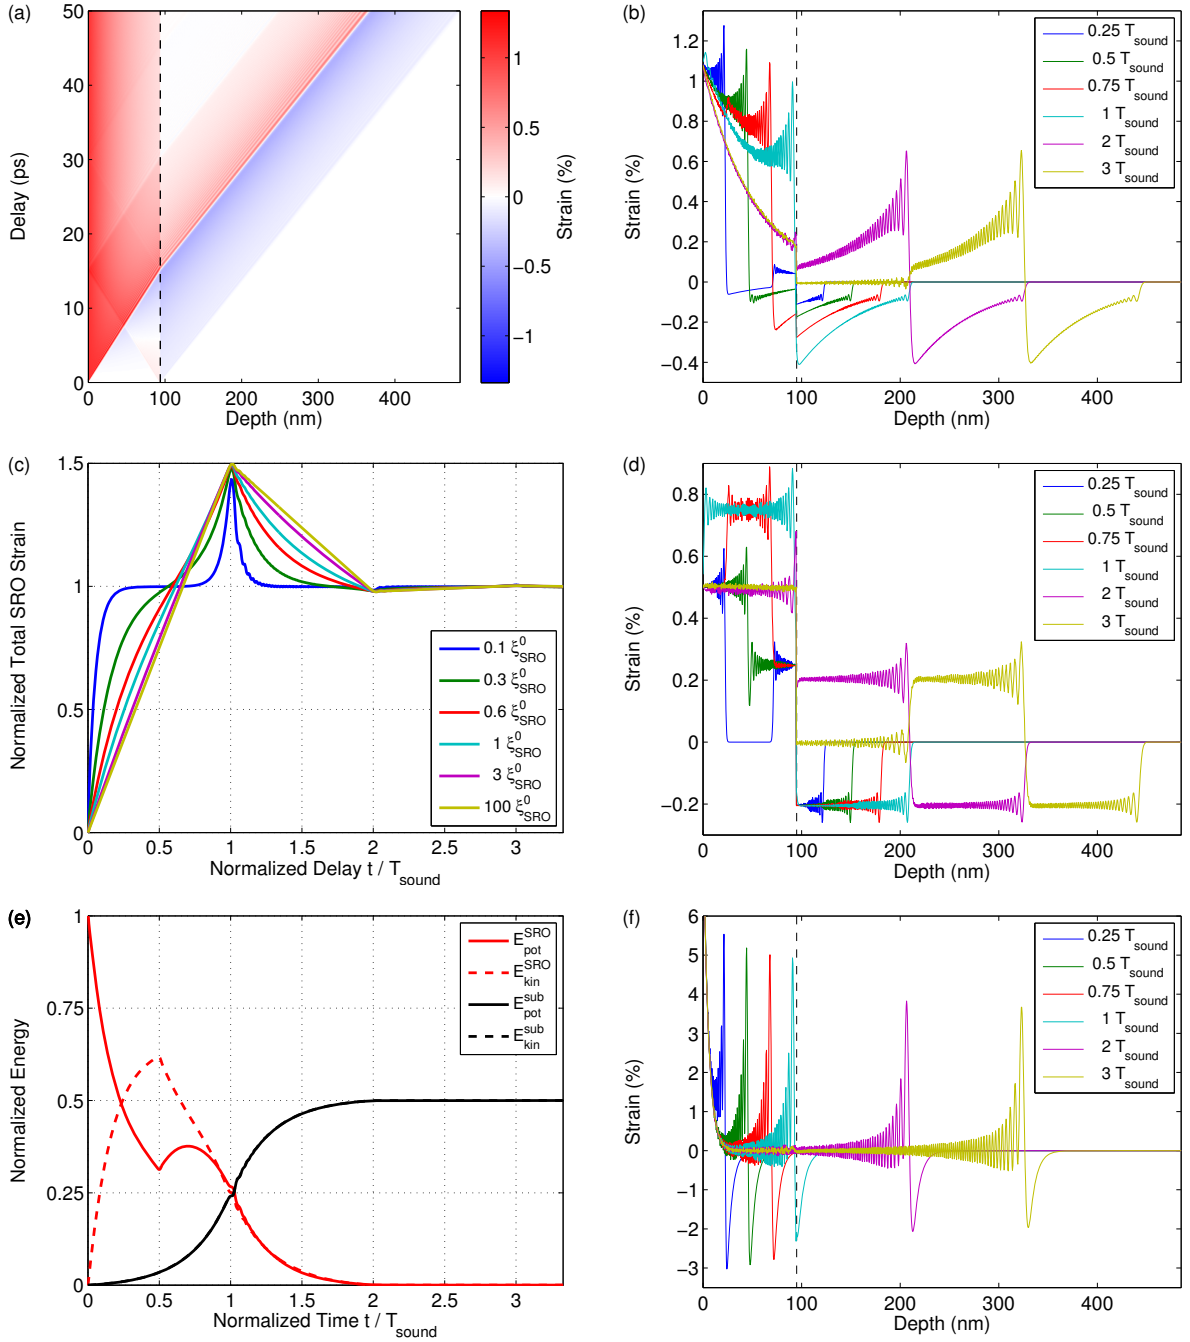 (a)
50
40
30
20
10
0
Delay (ps)
0
100
200
300
400
Depth (nm)
1
0.5
0
−0.5
−1
Strain (%)
(b)
1.2
1
0.8
0.6
0.4
0.2
0
−0.2
−0.4
Strain (%)
0.25 T_sound
0.5 T_sound
0.75 T_sound
1 T_sound
2 T_sound
3 T_sound
0
100
200
300
400
Depth (nm)
(c)
1.5
1
0.5
0
Normalized Total SRO Strain
0.1 ξ^0_SRO
0.3 ξ^0_SRO
0.6 ξ^0_SRO
1 ξ^0_SRO
3 ξ^0_SRO
100 ξ^0_SRO
0
0.5
1
1.5
2
2.5
3
Normalized Delay t / T_sound
(d)
0.8
0.6
0.4
0.2
0
−0.2
Strain (%)
0.25 T_sound
0.5 T_sound
0.75 T_sound
1 T_sound
2 T_sound
3 T_sound
0
100
200
300
400
Depth (nm)
(e)
1
0.75
0.5
0.25
0
Normalized Energy
E^SRO_pot
E^SRO_kin
E^sub_pot
E^sub_kin
0
0.5
1
1.5
2
2.5
3
Normalized Time t / T_sound
(f)
6
5
4
3
2
1
0
−1
−2
−3
Strain (%)
0.25 T_sound
0.5 T_sound
0.75 T_sound
1 T_sound
2 T_sound
3 T_sound
0
100
200
300
400
Depth (nm)